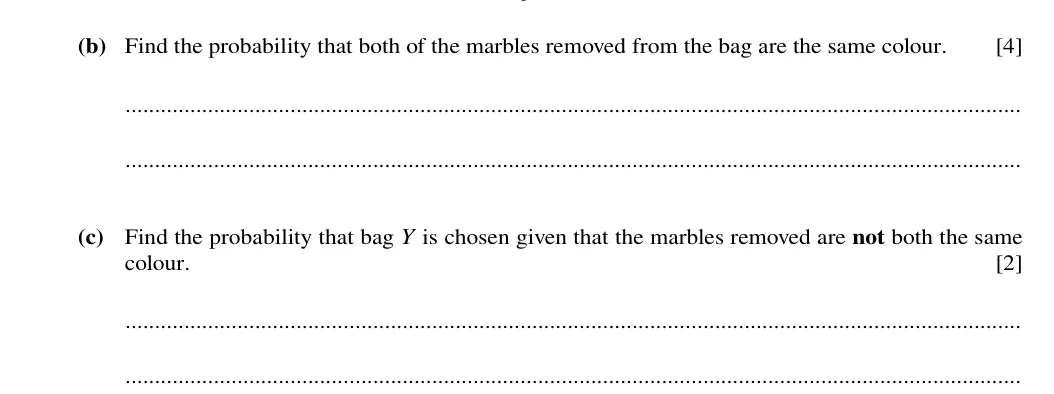 (b) Find the probability that both of the marbles removed from the bag are the same colour. [4]
(c) Find the probability that bag Y is chosen given that the marbles removed are not both the same
colour. [2]